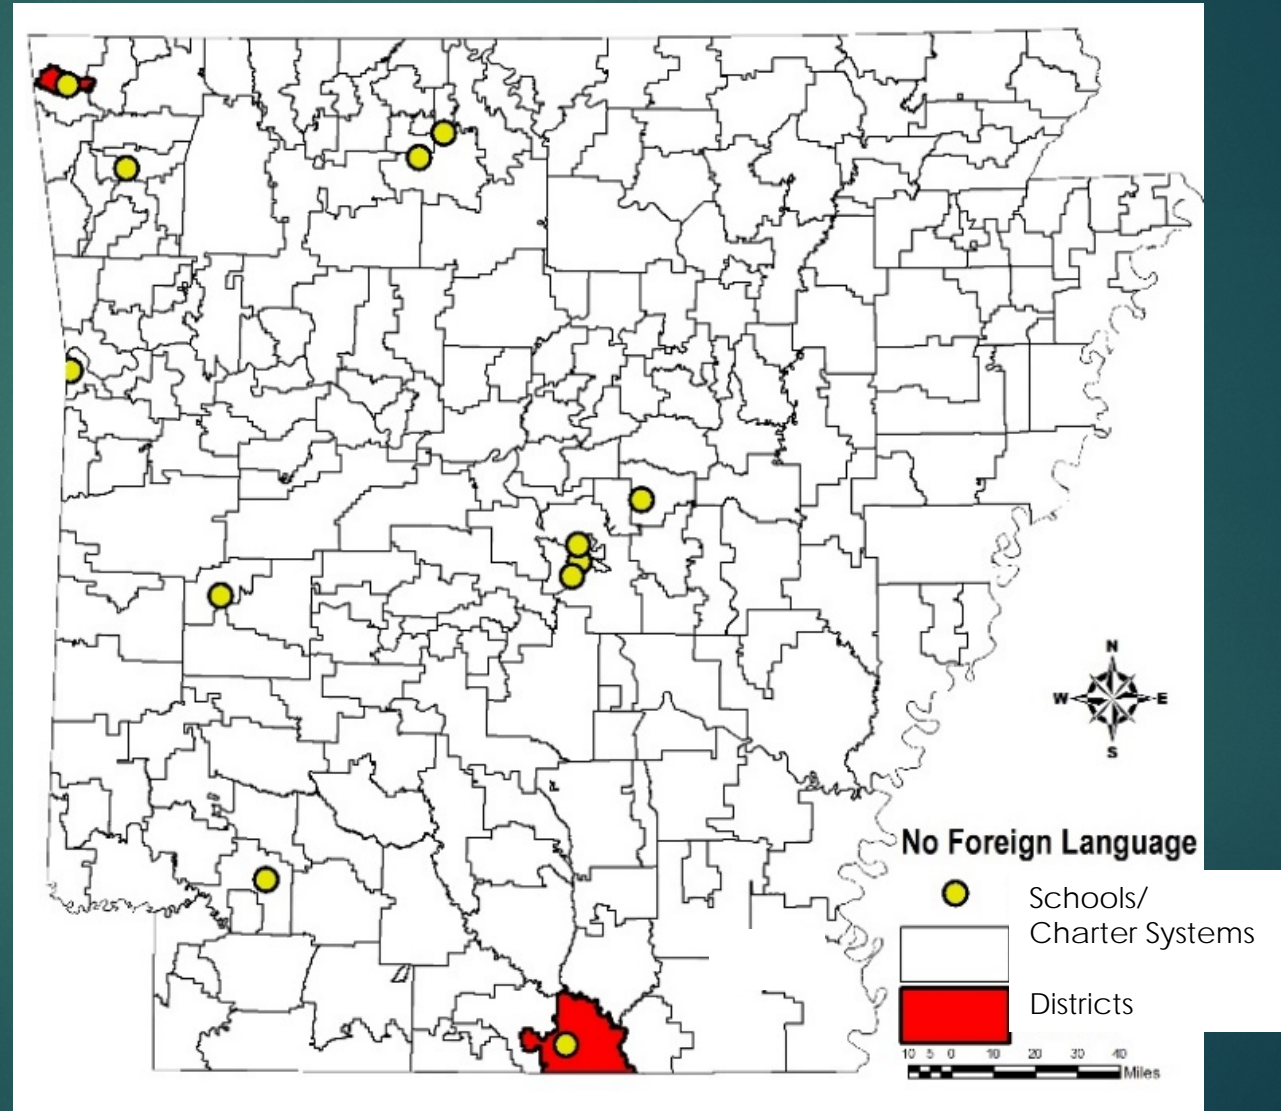 N
W E
S
No Foreign Language
Schools/
Charter Systems
Districts
10 5 0 10 20 30 40
Miles